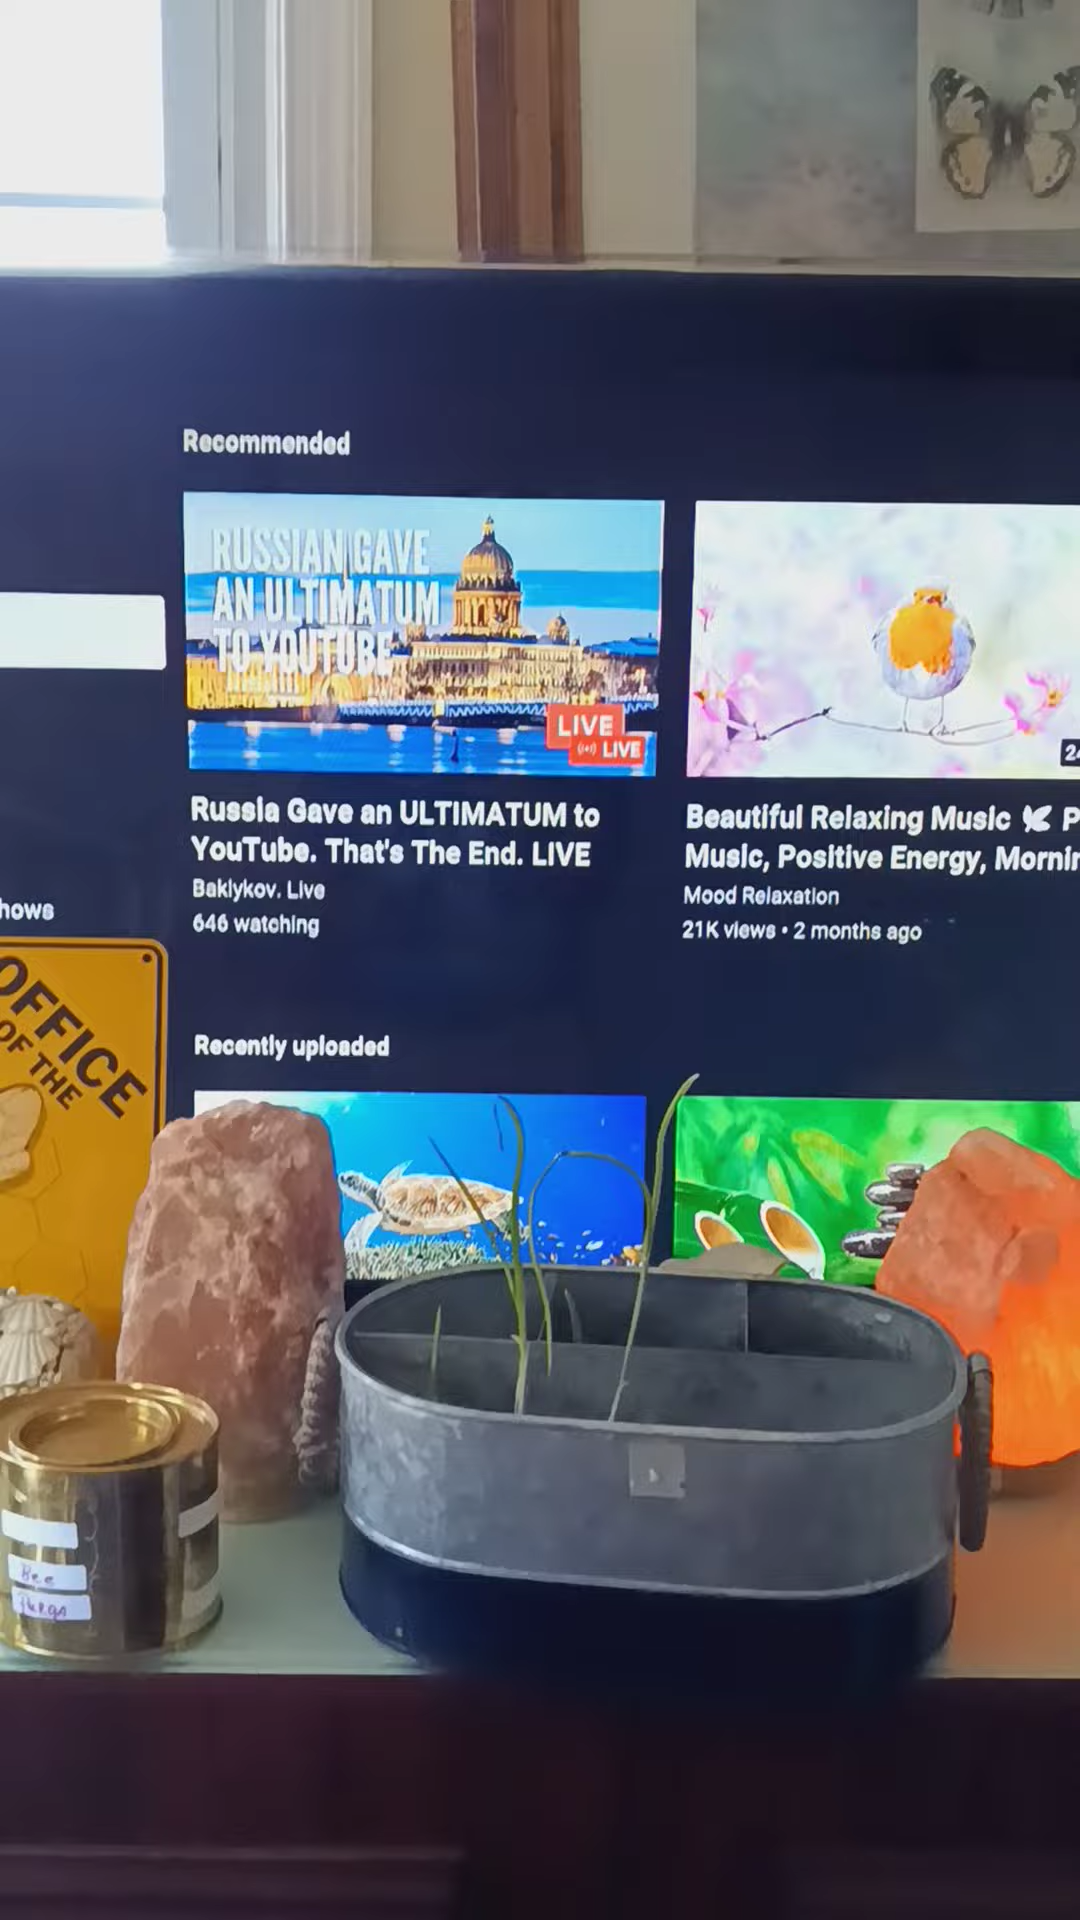 Recommended
RUSSIAN GAVE
AN ULTIMATUM
TO YOUTUBE
LIVE
LIVE
Russia Gave an ULTIMATUM to
YouTube. That's The End. LIVE
Baklykov. Live
646 watching
Beautiful Relaxing Music
Music, Positive Energy,
Mood Relaxation
21K views • 2 months ago
Recently uploaded
OFFICE
OF THE
Bee